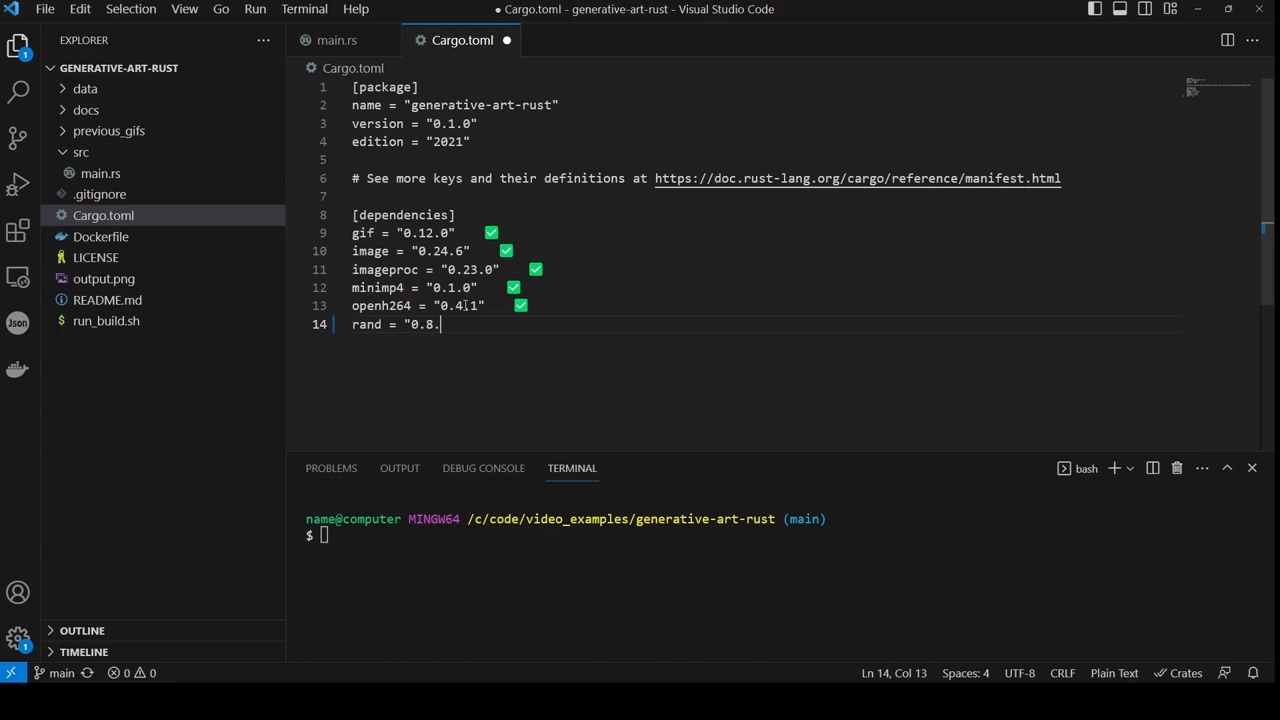 File Edit Selection View Go Run Terminal Help
● Cargo.toml - generative-art-rust - Visual Studio Code
EXPLORER
GENERATIVE-ART-RUST
data
docs
previous_gifs
src
main.rs
.gitignore
Cargo.toml
Dockerfile
LICENSE
output.png
README.md
run_build.sh
OUTLINE
TIMELINE
1
Json
1
main.rs
Cargo.toml
Cargo.toml
1 [package]
2 name = "generative-art-rust"
3 version = "0.1.0"
4 edition = "2021"
5
6 # See more keys and their definitions at https://doc.rust-lang.org/cargo/reference/manifest.html
7
8 [dependencies]
9 gif = "0.12.0" ✅
10 image = "0.24.6" ✅
11 imageproc = "0.23.0" ✅
12 minimp4 = "0.1.0" ✅
13 openh264 = "0.4.1" ✅
14 rand = "0.8.
PROBLEMS OUTPUT DEBUG CONSOLE TERMINAL
bash
name@computer MINGW64 /c/code/video_examples/generative-art-rust (main)
$
main 0 0
Ln 14, Col 13 Spaces: 4 UTF-8 CRLF Plain Text Crates